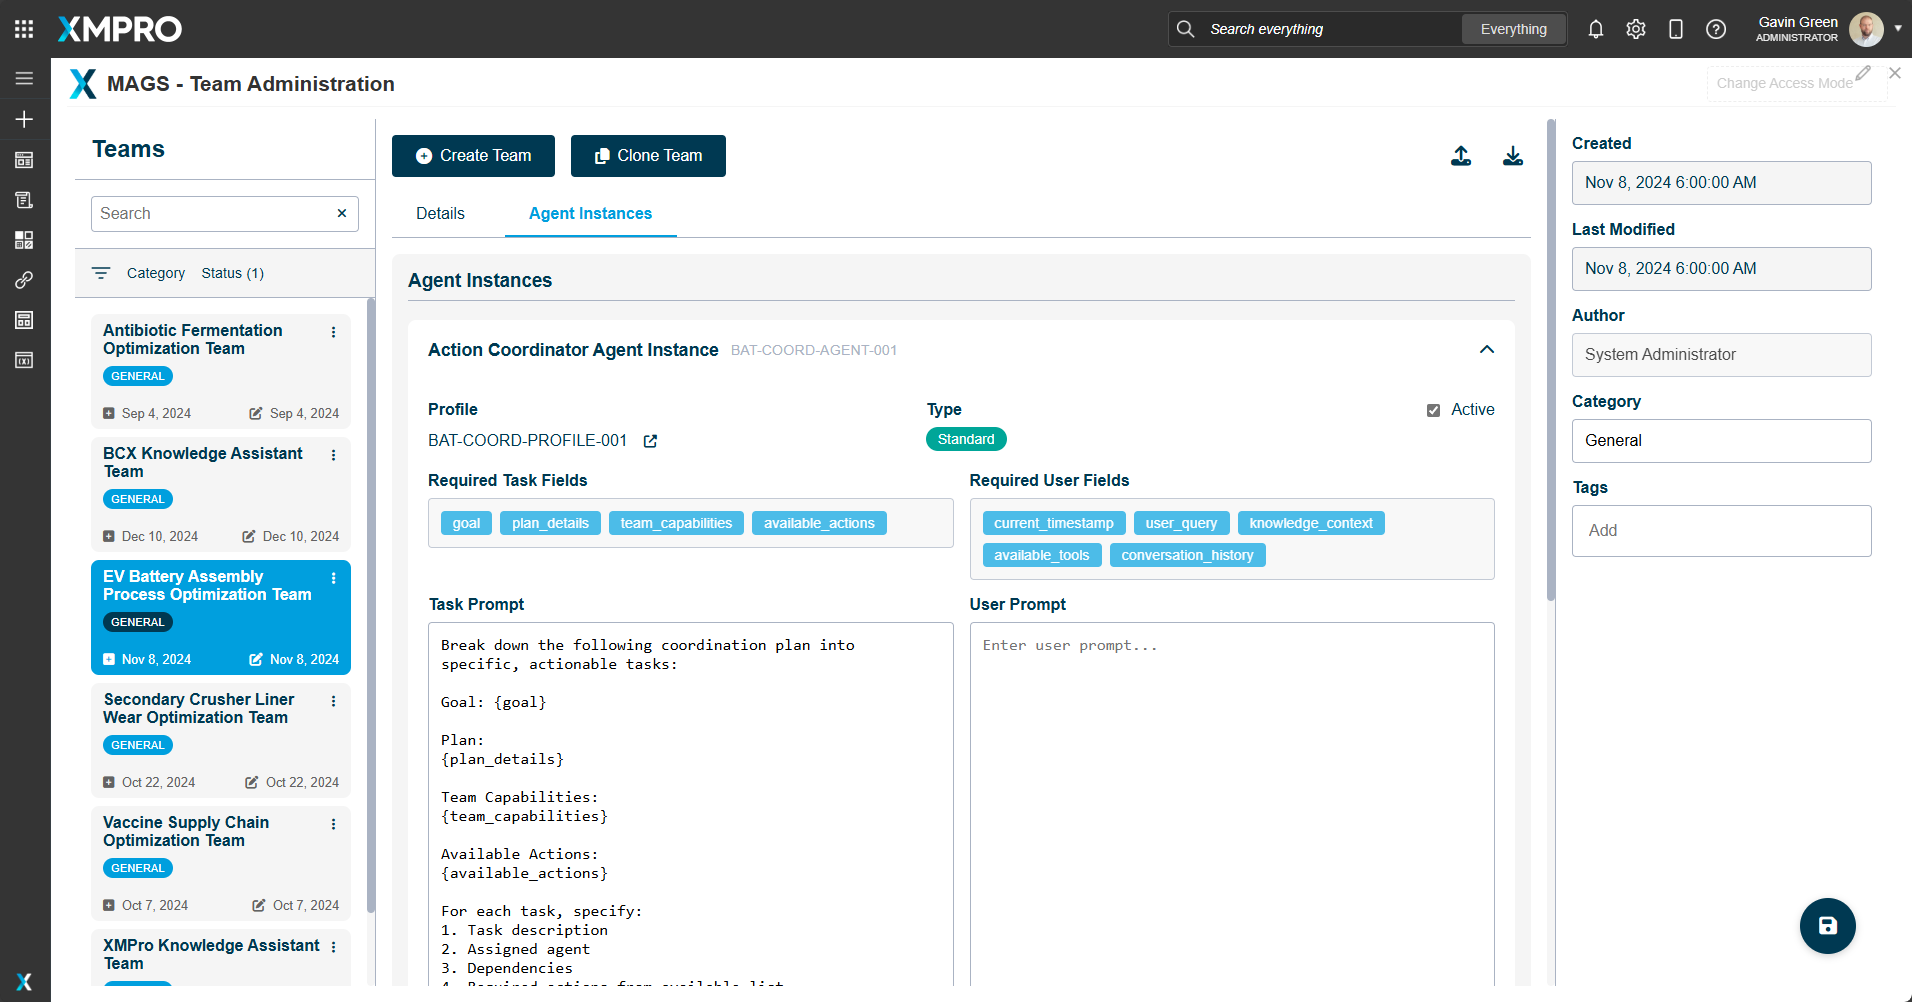 XMPRO
Search everything
Everything
Gavin Green
ADMINISTRATOR
MAGS - Team Administration
Change Access Mode
Teams
Search
Category Status (1)
Antibiotic Fermentation
Optimization Team
GENERAL
Sep 4, 2024 Sep 4, 2024
BCX Knowledge Assistant
Team
GENERAL
Dec 10, 2024 Dec 10, 2024
EV Battery Assembly
Process Optimization Team
GENERAL
Nov 8, 2024 Nov 8, 2024
Secondary Crusher Liner
Wear Optimization Team
GENERAL
Oct 22, 2024 Oct 22, 2024
Vaccine Supply Chain
Optimization Team
GENERAL
Oct 7, 2024 Oct 7, 2024
XMPro Knowledge Assistant
Team
Create Team Clone Team
Details Agent Instances
Agent Instances
Action Coordinator Agent Instance BAT-COORD-AGENT-001
Profile Type Active
BAT-COORD-PROFILE-001 Standard
Required Task Fields
goal plan_details team_capabilities available_actions
Required User Fields
current_timestamp user_query knowledge_context
available_tools conversation_history
Task Prompt
Break down the following coordination plan into
specific, actionable tasks:
Goal: {goal}
Plan:
{plan_details}
Team Capabilities:
{team_capabilities}
Available Actions:
{available_actions}
For each task, specify:
1. Task description
2. Assigned agent
3. Dependencies
4. Required actions from available list
User Prompt
Enter user prompt...
Created
Nov 8, 2024 6:00:00 AM
Last Modified
Nov 8, 2024 6:00:00 AM
Author
System Administrator
Category
General
Tags
Add